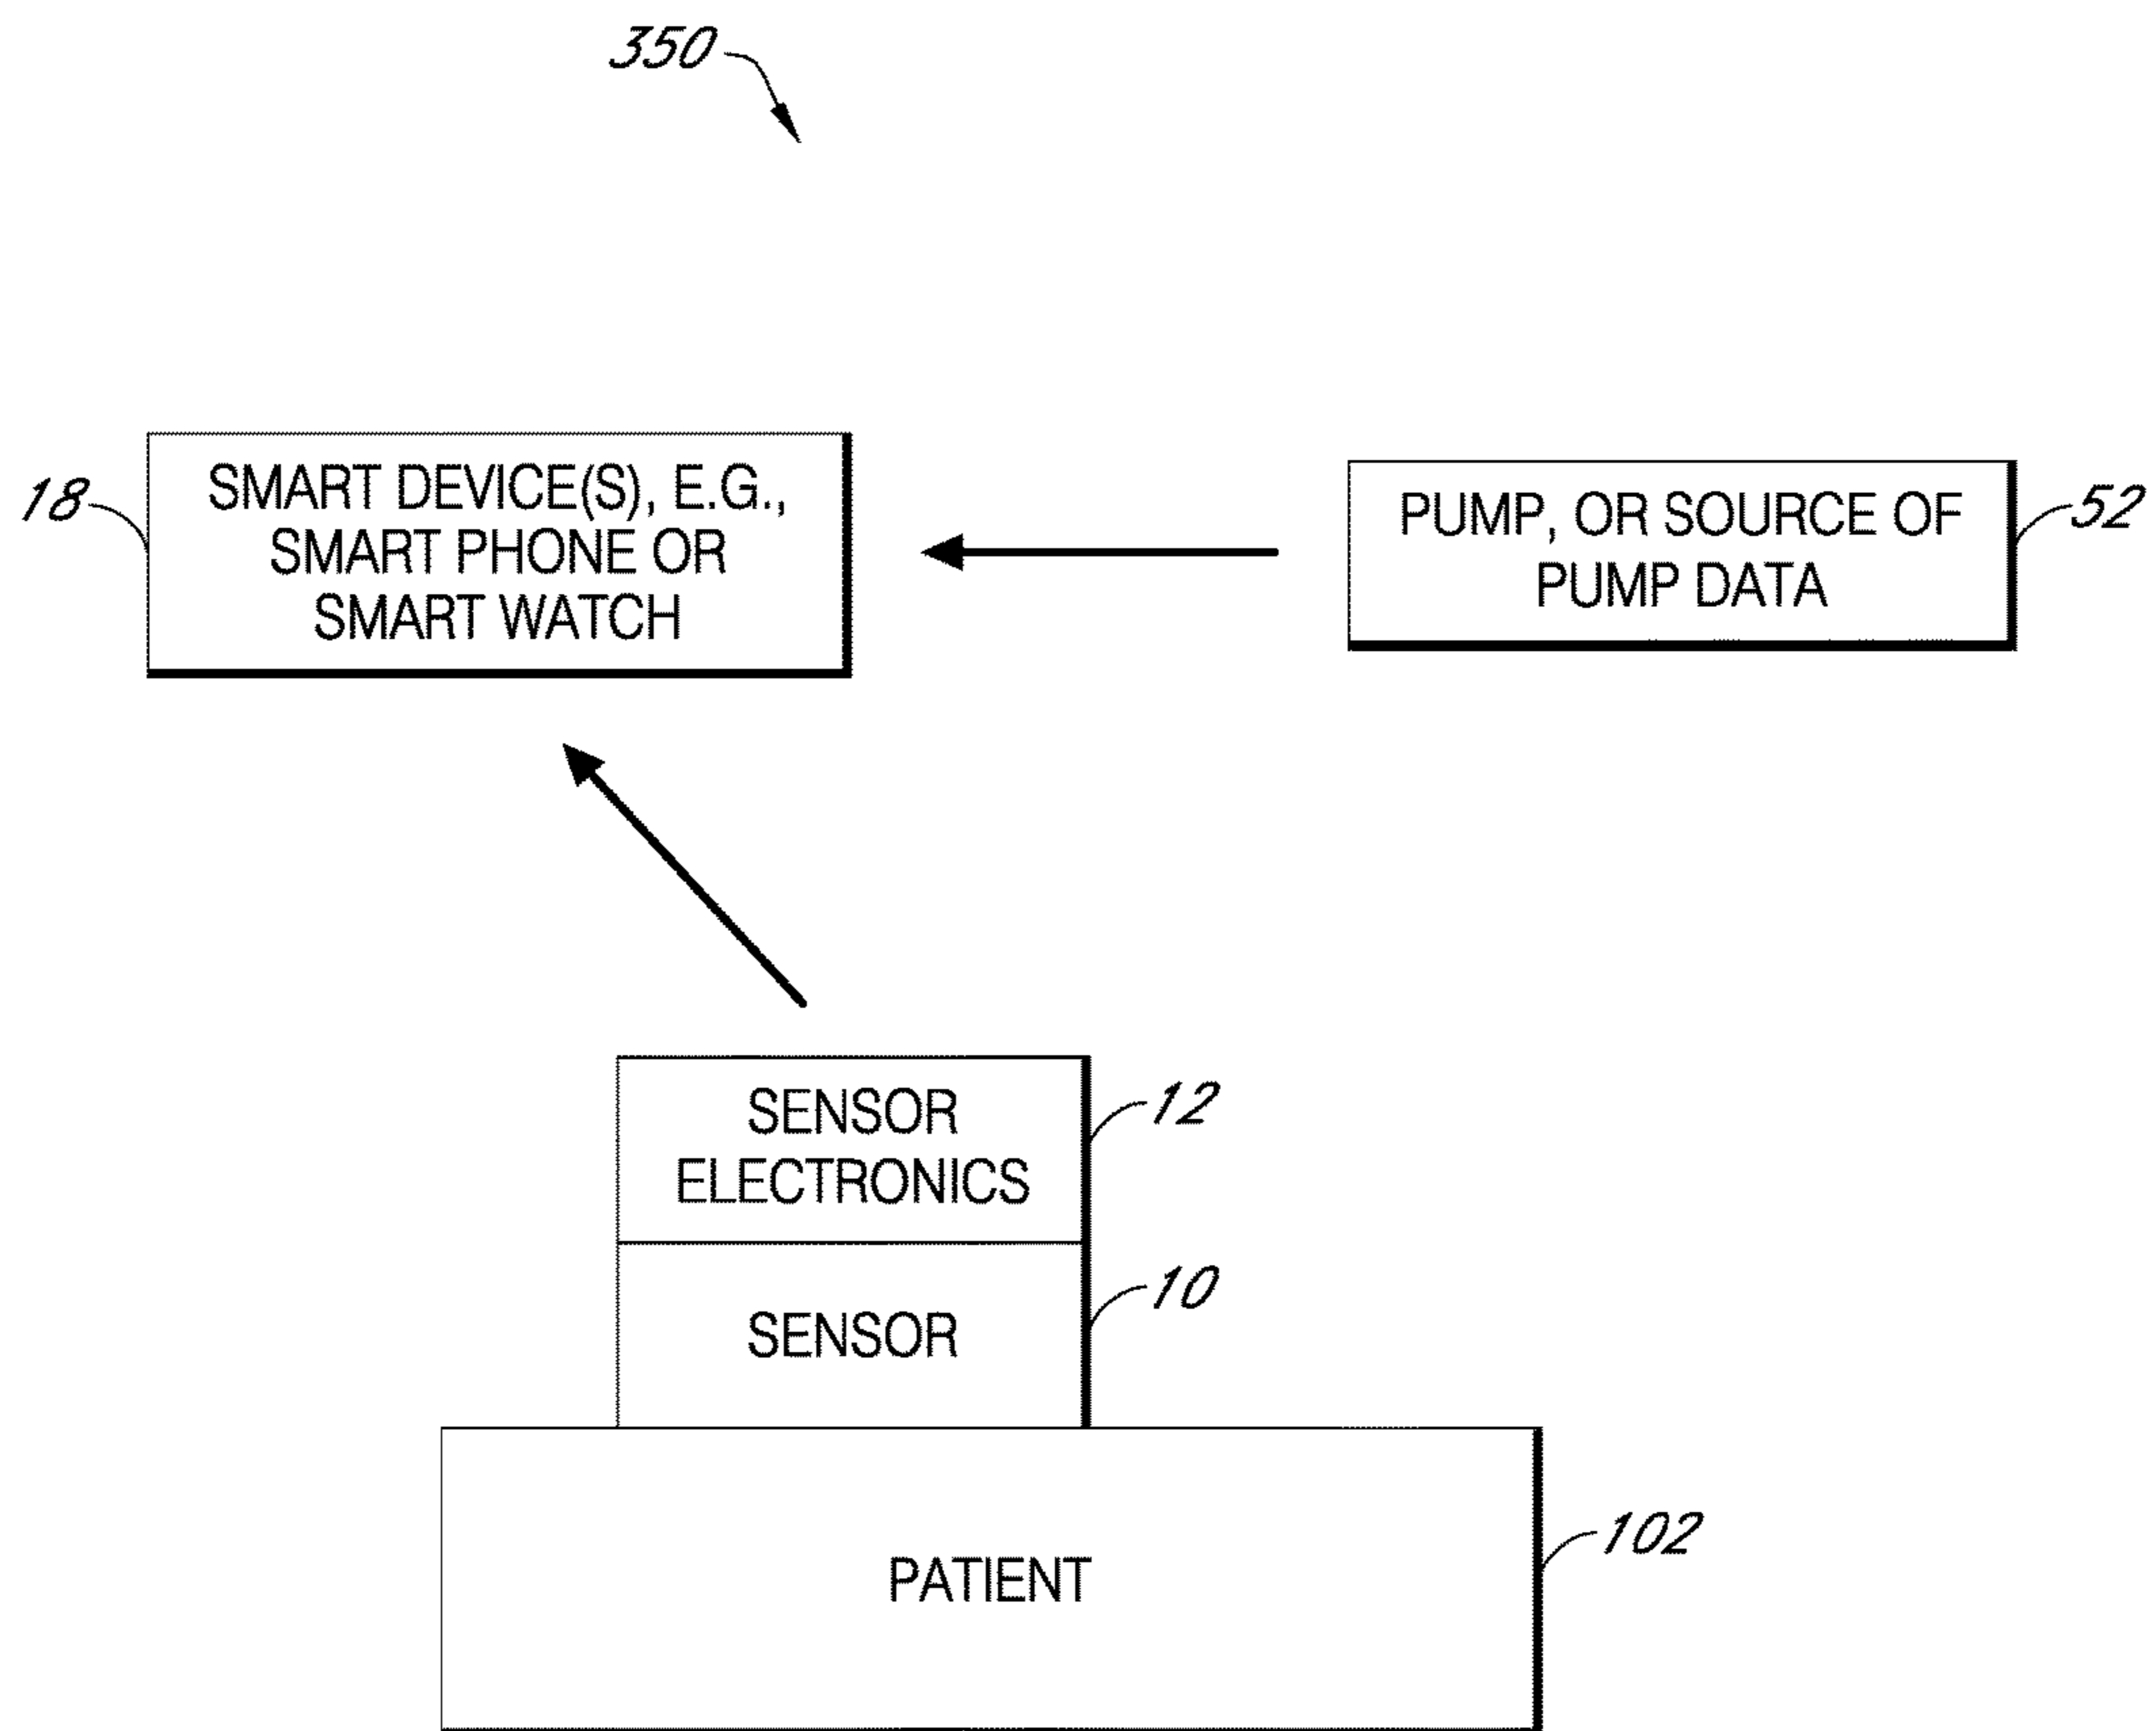 350
18
SMART DEVICE(S), E.G.,
SMART PHONE OR
SMART WATCH
PUMP, OR SOURCE OF
PUMP DATA
52
SENSOR
ELECTRONICS
12
SENSOR
10
PATIENT
102